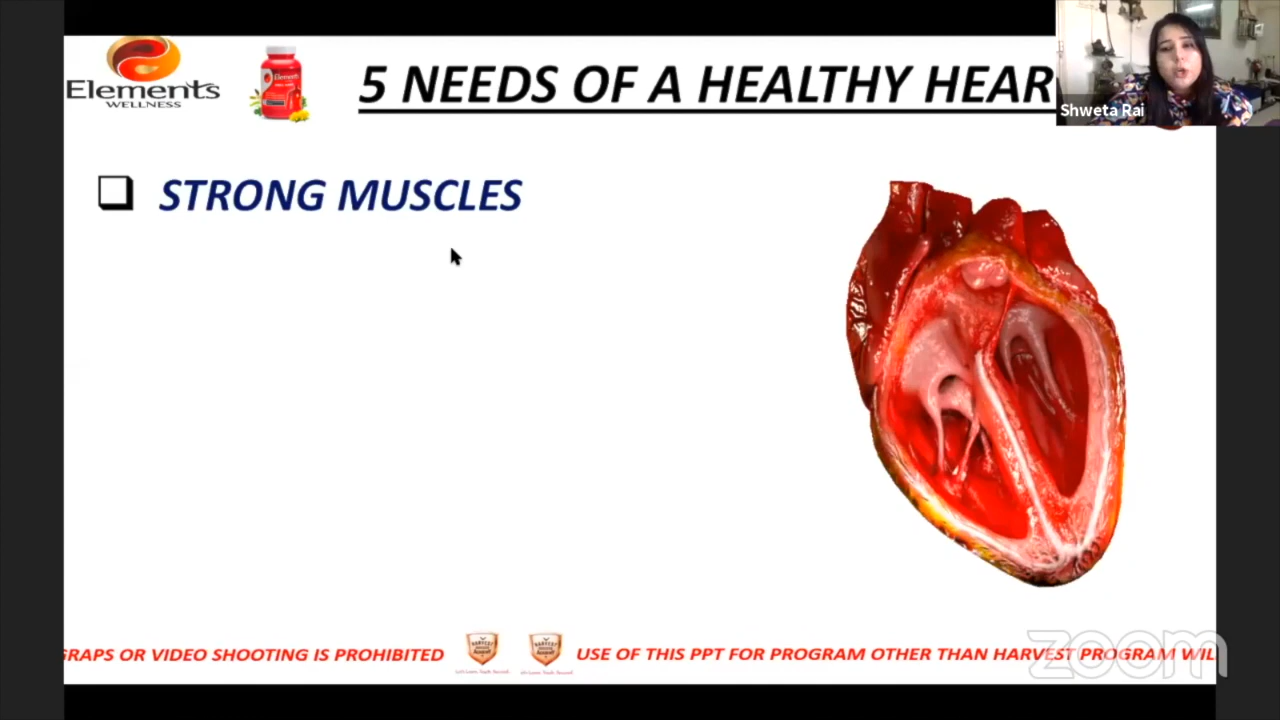 Elements
WELLNESS
Elements
5 NEEDS OF A HEALTHY HEAR
Shweta Rai
STRONG MUSCLES
GRAPS OR VIDEO SHOOTING IS PROHIBITED
USE OF THIS PPT FOR PROGRAM OTHER THAN HARVEST PROGRAM WIL
zoom